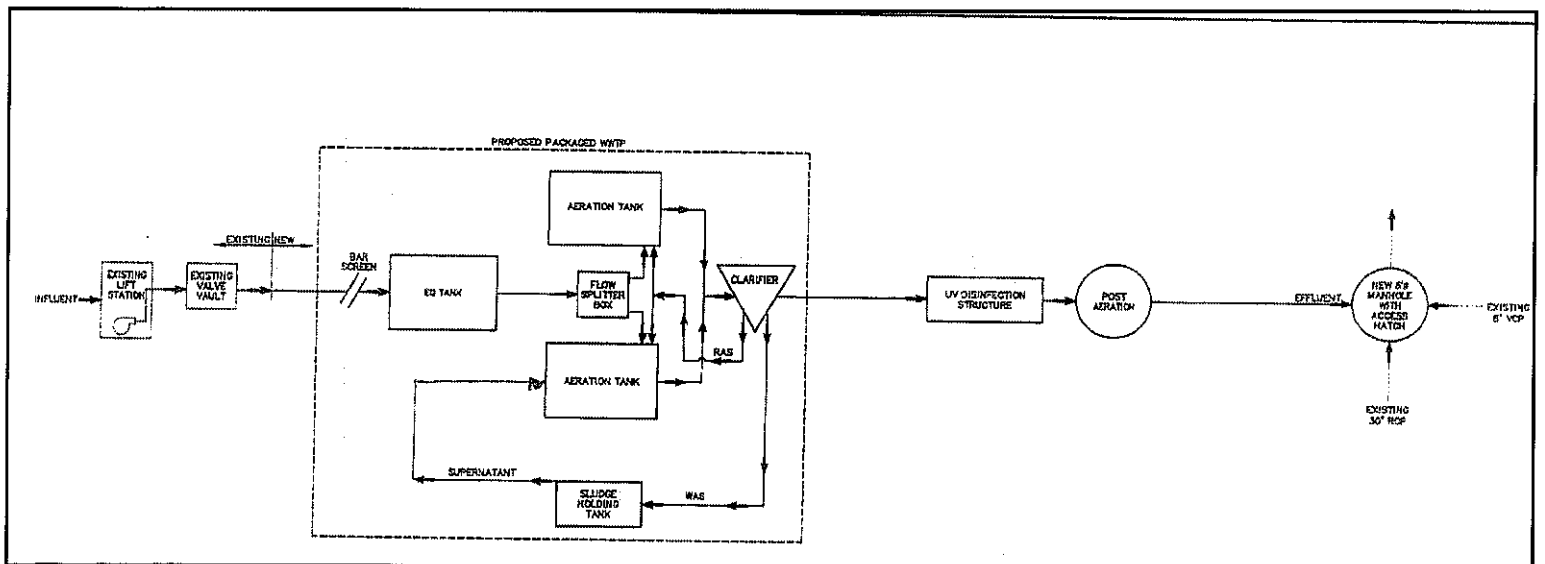 PROPOSED PACKAGED WWTP
AERATION TANK
EXISTING NEW
BAR
SCREEN
EXISTING
LIFT
STATION
EXISTING
VALVE
VAULT
INFLUENT
EQ TANK
FLOW
SPLITTER
BOX
CLARIFIER
UV DISINFECTION
STRUCTURE
POST
AERATION
EFFLUENT
MANHOLE
WITH
ACCESS
HATCH
EXISTING
VCP
RAS
AERATION TANK
EXISTING
30" RCP
SUPERNATANT
SLUDGE
HOLDING
TANK
WAS